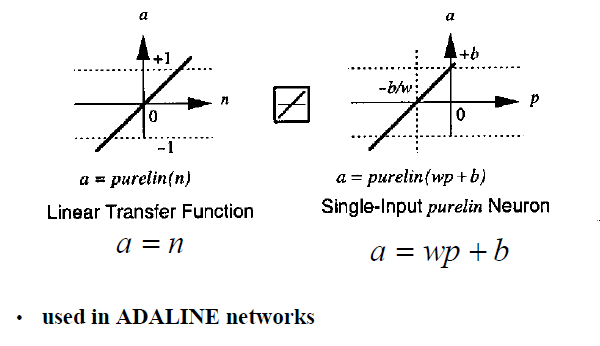 a
+1
n
0
−1
a = purelin(n)
Linear Transfer Function
a = n
a
+b
−b/w
p
0
a = purelin(wp + b)
Single-Input purelin Neuron
a = wp + b
• used in ADALINE networks